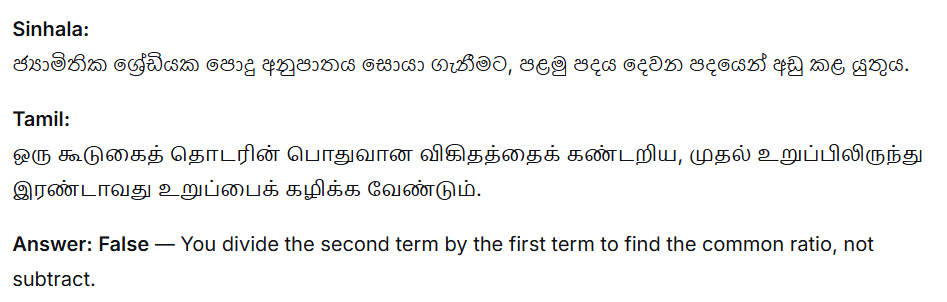 Sinhala:
ජ්‍යාමිතික ශ්‍රේඩියක පොදු අනුපාතය සොයා ගැනීමට, පළමු පදය දෙවන පදයෙන් අඩු කළ යුතුය.
Tamil:
ஒரு கூடுகைத் தொடரின் பொதுவான விகிதத்தைக் கண்டறிய, முதல் உறுப்பிலிருந்து
இரண்டாவது உறுப்பைக் கழிக்க வேண்டும்.
Answer: False — You divide the second term by the first term to find the common ratio, not
subtract.